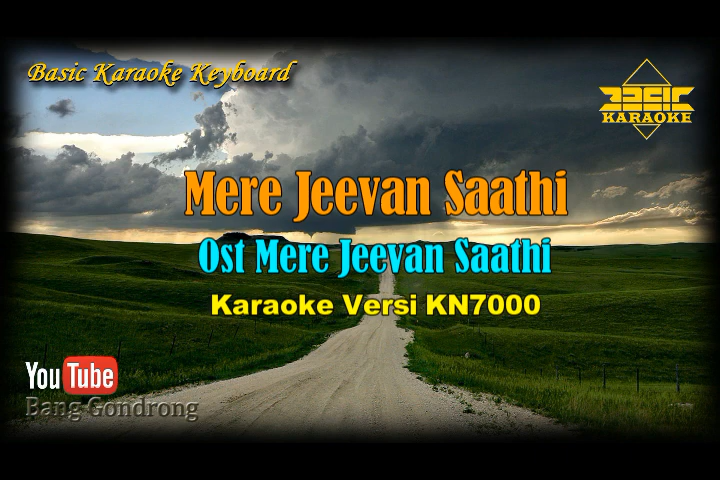 Basic Karaoke Keyboard
BASIC
KARAOKE
Mere Jeevan Saathi
Ost Mere Jeevan Saathi
Karaoke Versi KN7000
YouTube
Bang Gondrong